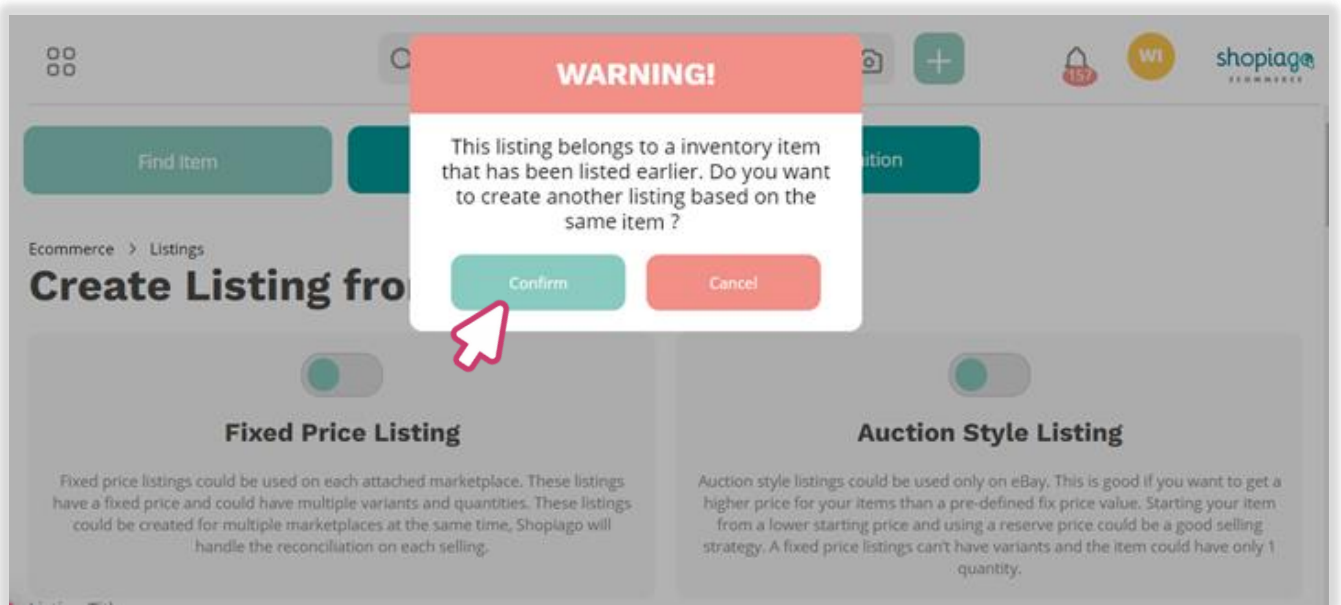 WARNING!
157
WI
shopiago
ECOMMERCE
This listing belongs to a inventory item
that has been listed earlier. Do you want
to create another listing based on the
same item ?
Find Item
ition
Confirm
Cancel
Ecommerce > Listings
Create Listing fro
Fixed Price Listing
Fixed price listings could be used on each attached marketplace. These listings
have a fixed price and could have multiple variants and quantities. These listings
could be created for multiple marketplaces at the same time, Shopiago will
handle the reconciliation on each selling.
Auction Style Listing
Auction style listings could be used only on eBay. This is good if you want to get a
higher price for your items than a pre-defined fix price value. Starting your item
from a lower starting price and using a reserve price could be a good selling
strategy. A fixed price listings can't have variants and the item could have only 1
quantity.